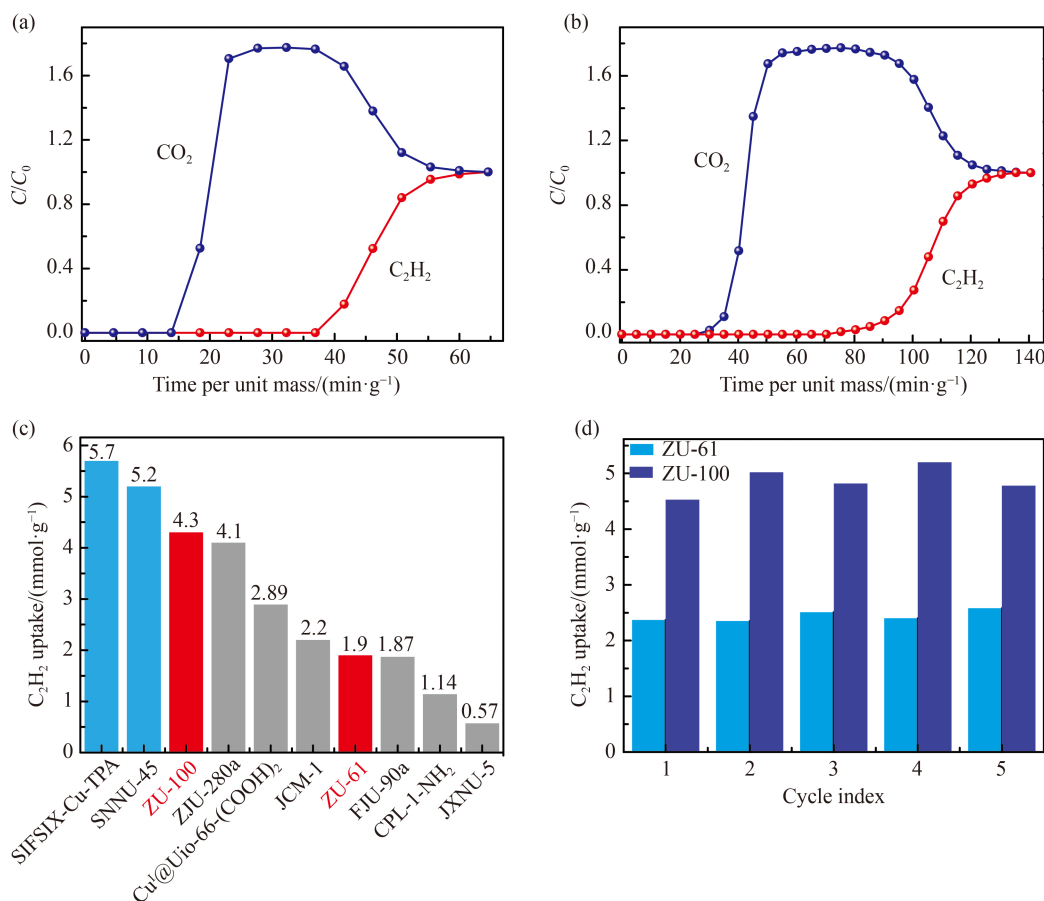 (a)
C/C₀
1.8
1.2
0.8
0.4
0.0
0
10
20
30
40
50
60
CO₂
C₂H₂
Time per unit mass/(min·g⁻¹)
(b)
C/C₀
1.6
1.2
0.8
0.4
0.0
0
20
40
60
80
100
120
140
CO₂
C₂H₂
Time per unit mass/(min·g⁻¹)
(c)
C₂H₂ uptake/(mmol·g⁻¹)
6
5
4
3
2
1
0
5.7
5.2
4.3
4.1
2.89
2.2
1.9
1.87
1.14
0.57
SIFSIX-Cu-TPA
SNNU-45
ZU-100
ZJU-280a
Cuᴵ@Uio-66-(COOH)₂
JCM-1
ZU-61
FJU-90a
CPL-1-NH₂
JXNU-5
(d)
C₂H₂ uptake/(mmol·g⁻¹)
5
4
3
2
1
0
ZU-61
ZU-100
1
2
3
4
5
Cycle index